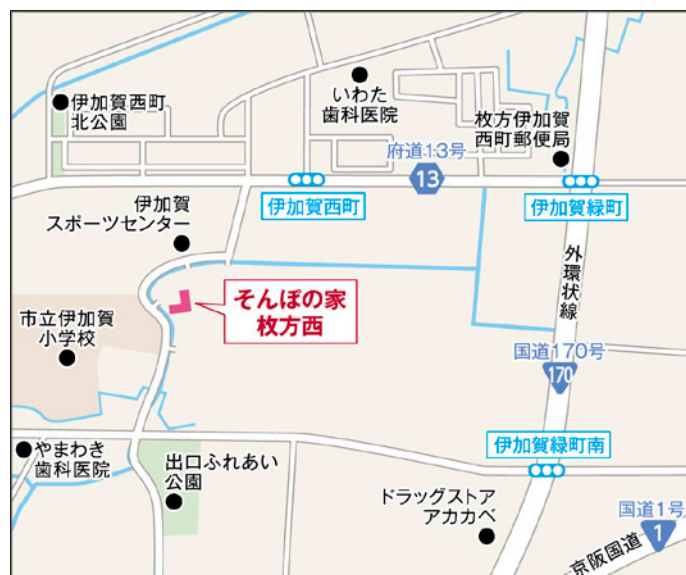 伊加賀西町
北公園
いわた
歯科医院
枚方伊加賀
西町郵便局
府道13号
13
伊加賀西町
伊加賀緑町
伊加賀
スポーツセンター
外環状線
そんぽの家
枚方西
市立伊加賀
小学校
国道170号
170
伊加賀緑町南
やまわき
歯科医院
出口ふれあい
公園
ドラッグストア
アカカベ
国道1号
1
京阪国道